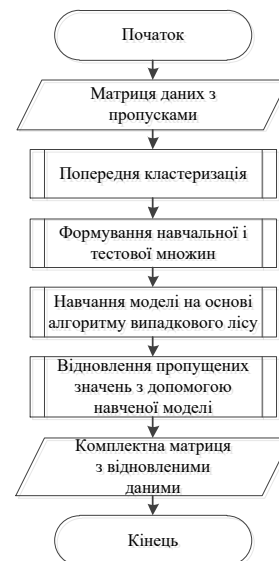 Початок
Матриця даних з
пропусками
Попередня кластеризація
Формування навчальної і
тестової множин
Навчання моделі на основі
алгоритму випадкового лісу
Відновлення пропущених
значень з допомогою
навченої моделі
Комплектна матриця
з відновленими
даними
Кінець